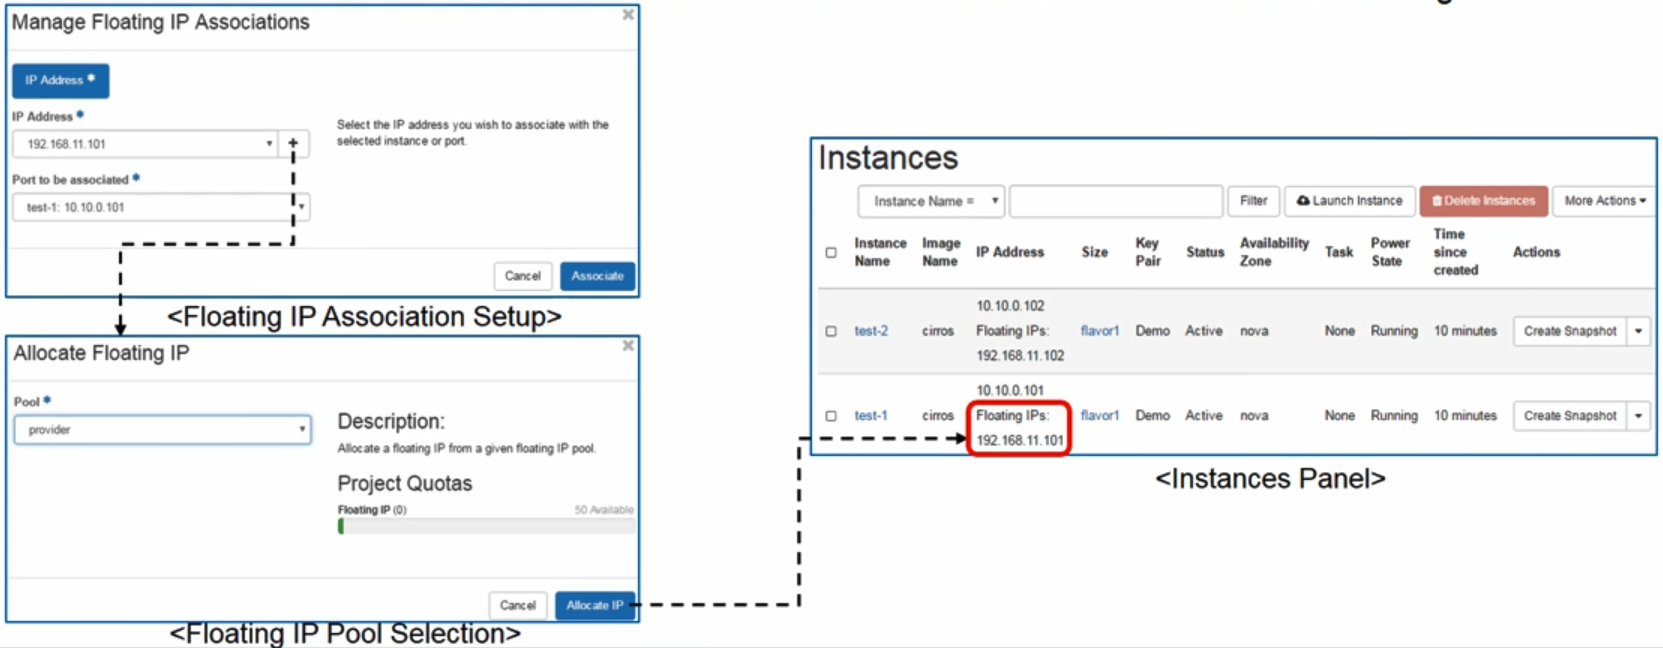 Manage Floating IP Associations
×
IP Address *
IP Address *
192.168.11.101
+
Select the IP address you wish to associate with the
selected instance or port.
Port to be associated *
test-1: 10.10.0.101
Cancel
Associate
<Floating IP Association Setup>
Allocate Floating IP
×
Pool *
provider
Description:
Allocate a floating IP from a given floating IP pool.
Project Quotas
Floating IP (0)
50 Available
Cancel
Allocate IP
<Floating IP Pool Selection>
Instances
Instance Name =
Filter
Launch Instance
Delete Instances
More Actions
Instance Name
Image Name
IP Address
Size
Key Pair
Status
Availability Zone
Task
Power State
Time since created
Actions
10.10.0.102
test-2 cirros Floating IPs: flavor1 Demo Active nova None Running 10 minutes Create Snapshot
192.168.11.102
10.10.0.101
test-1 cirros Floating IPs: flavor1 Demo Active nova None Running 10 minutes Create Snapshot
192.168.11.101
<Instances Panel>